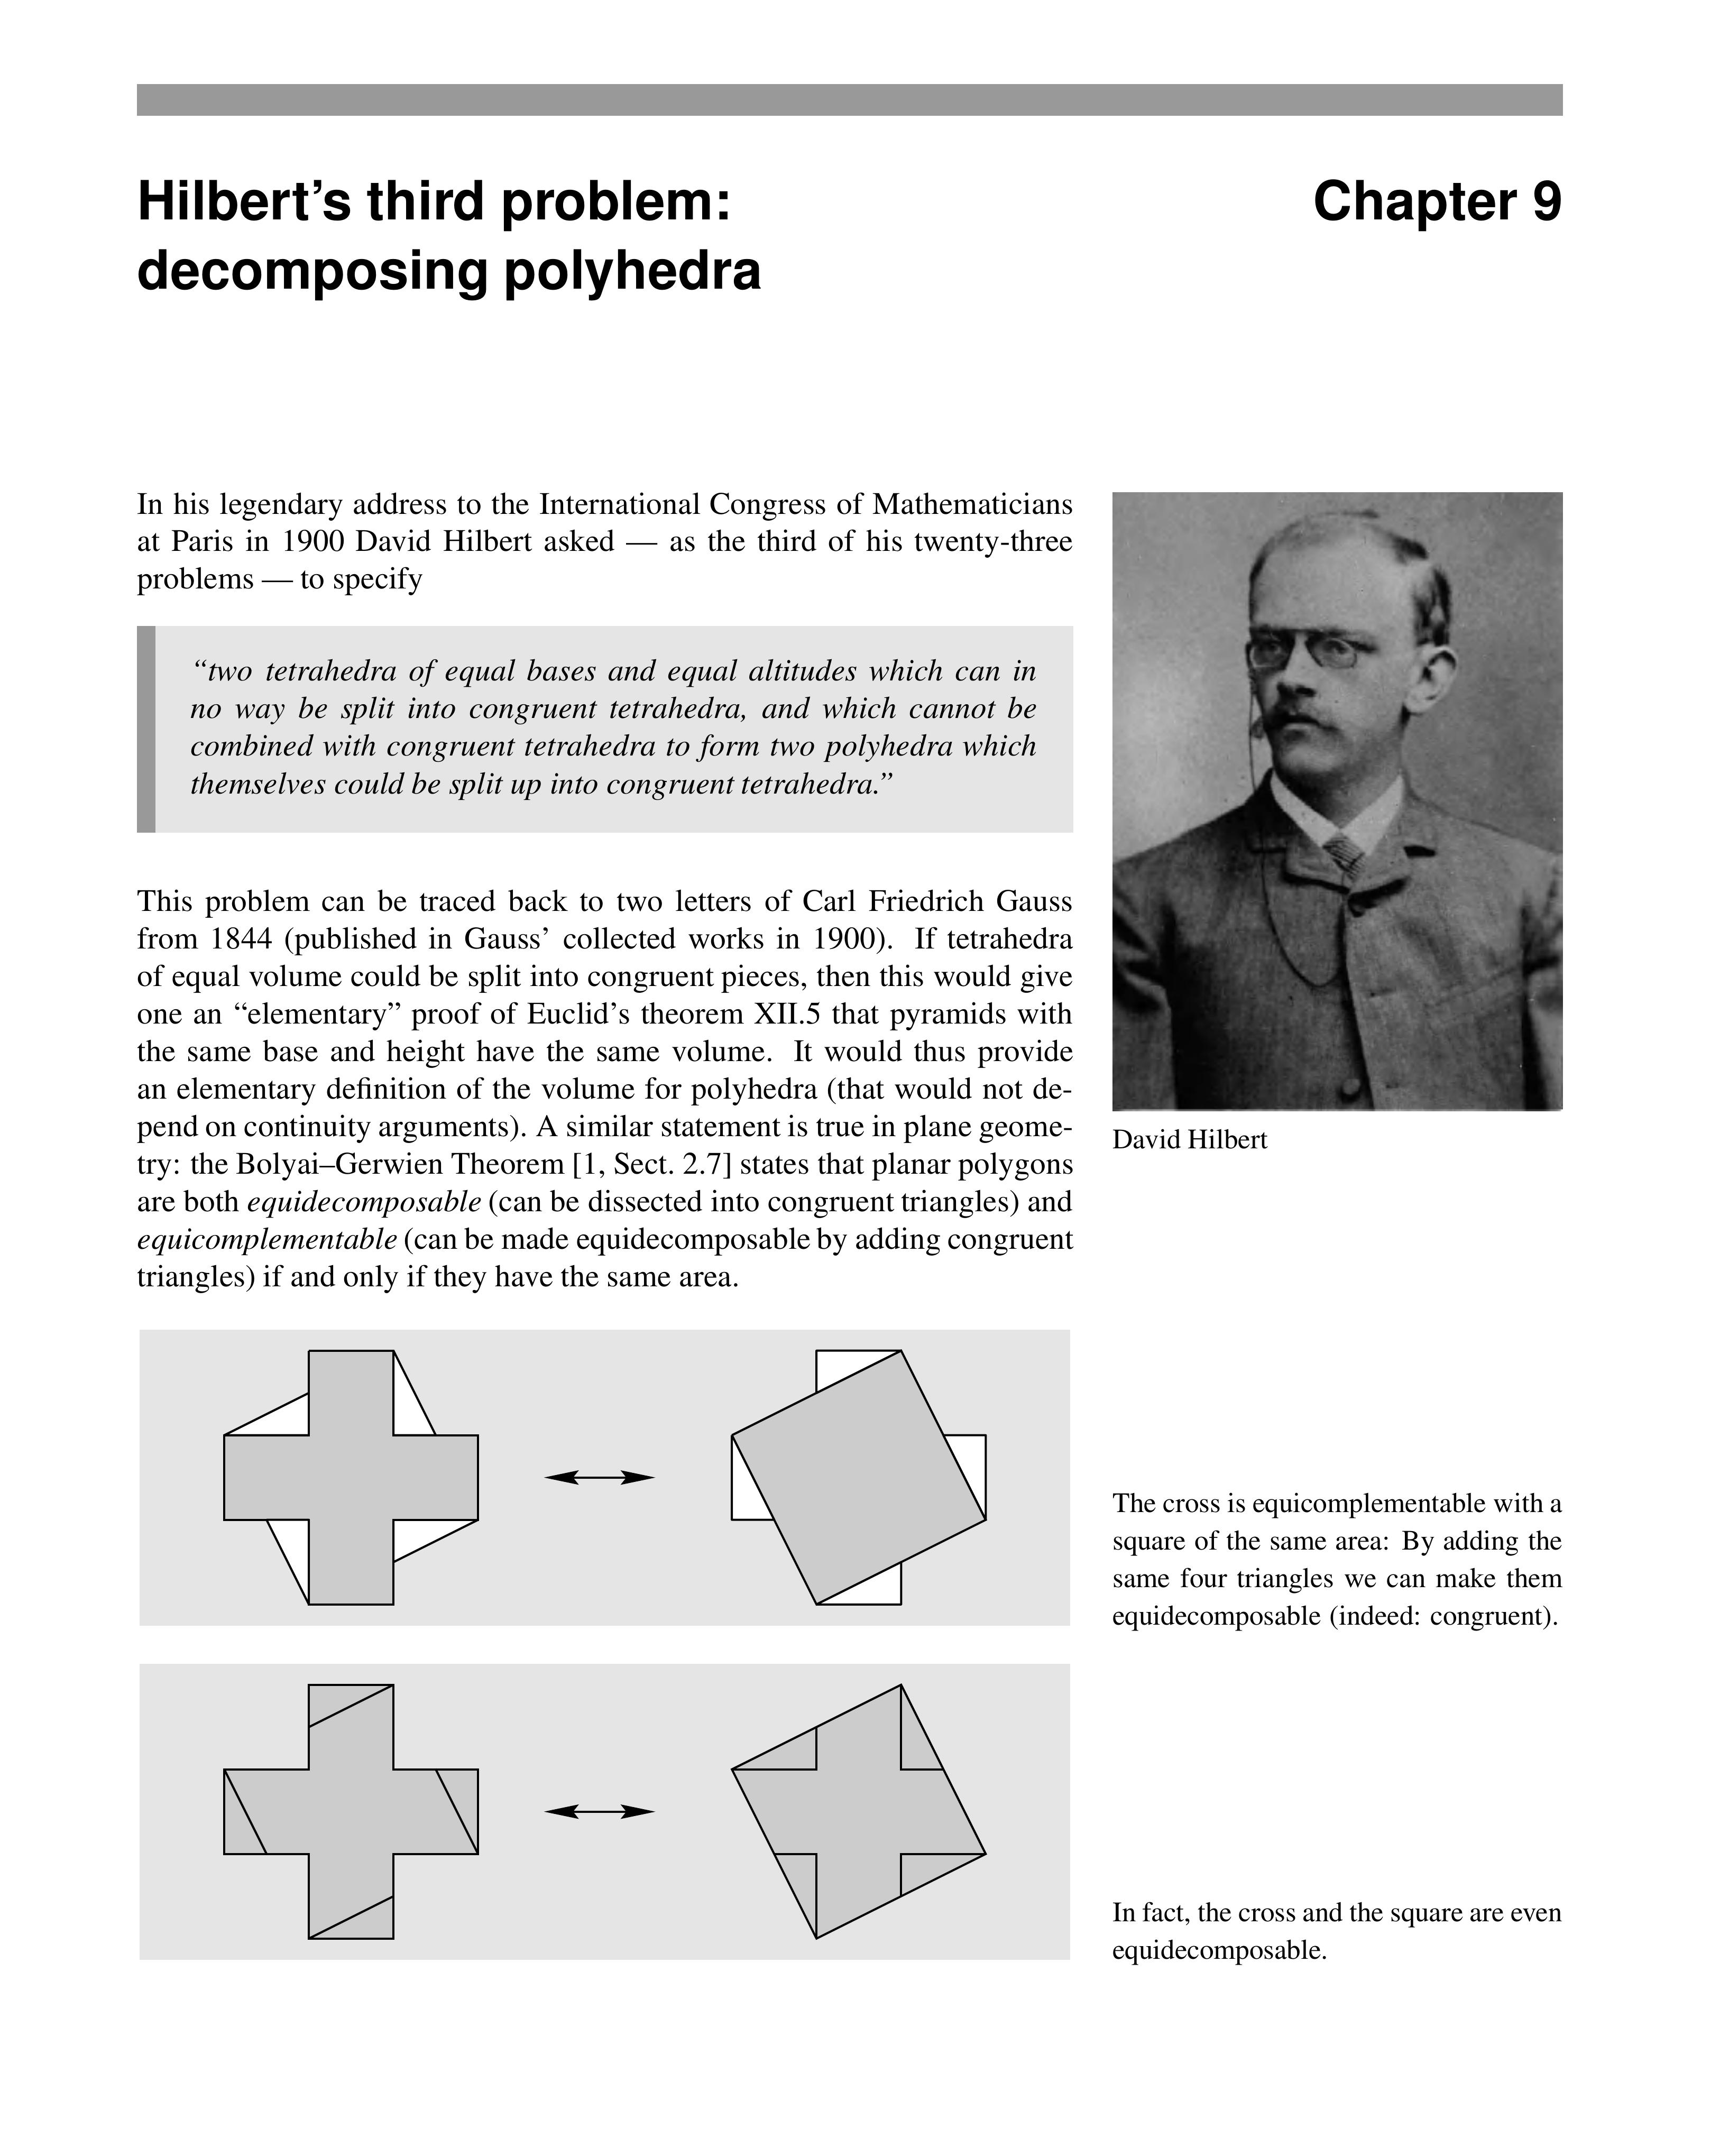 Hilbert’s third problem:
decomposing polyhedra
Chapter 9
In his legendary address to the International Congress of Mathematicians
at Paris in 1900 David Hilbert asked — as the third of his twenty-three
problems — to specify
“two tetrahedra of equal bases and equal altitudes which can in
no way be split into congruent tetrahedra, and which cannot be
combined with congruent tetrahedra to form two polyhedra which
themselves could be split up into congruent tetrahedra.”
This problem can be traced back to two letters of Carl Friedrich Gauss
from 1844 (published in Gauss’ collected works in 1900). If tetrahedra
of equal volume could be split into congruent pieces, then this would give
one an “elementary” proof of Euclid’s theorem XII.5 that pyramids with
the same base and height have the same volume. It would thus provide
an elementary definition of the volume for polyhedra (that would not de-
pend on continuity arguments). A similar statement is true in plane geome-
try: the Bolyai–Gerwien Theorem [1, Sect. 2.7] states that planar polygons
are both equidecomposable (can be dissected into congruent triangles) and
equicomplementable (can be made equidecomposable by adding congruent
triangles) if and only if they have the same area.
David Hilbert
The cross is equicomplementable with a
square of the same area: By adding the
same four triangles we can make them
equidecomposable (indeed: congruent).
In fact, the cross and the square are even
equidecomposable.